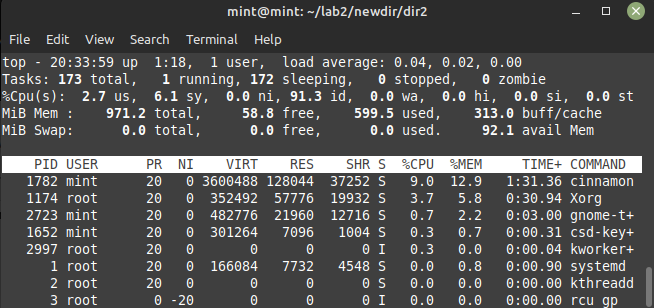 mint@mint: ~/lab2/newdir/dir2
File Edit View Search Terminal Help
top - 20:33:59 up  1:18,  1 user,  load average: 0.04, 0.02, 0.00
Tasks: 173 total,   1 running, 172 sleeping,   0 stopped,   0 zombie
%Cpu(s):  2.7 us,  6.1 sy,  0.0 ni, 91.3 id,  0.0 wa,  0.0 hi,  0.0 si,  0.0 st
MiB Mem :    971.2 total,     58.8 free,    599.5 used,    313.0 buff/cache
MiB Swap:      0.0 total,      0.0 free,      0.0 used.     92.1 avail Mem
PID USER      PR  NI    VIRT    RES    SHR S  %CPU  %MEM     TIME+ COMMAND
1782 mint      20   0 3600488 128044  37252 S   9.0  12.9   1:31.36 cinnamon
1174 root      20   0  352492  57776  19932 S   3.7   5.8   0:30.94 Xorg
2723 mint      20   0  482776  21960  12716 S   0.7   2.2   0:03.00 gnome-t+
1652 mint      20   0  301264   7096   1004 S   0.3   0.7   0:00.31 csd-key+
2997 root      20   0       0      0      0 I   0.3   0.0   0:00.04 kworker+
1 root      20   0  166084   7732   4548 S   0.0   0.8   0:00.90 systemd
2 root      20   0       0      0      0 S   0.0   0.0   0:00.00 kthreadd
3 root       0 -20       0      0      0 I   0.0   0.0   0:00.00 rcu_gp